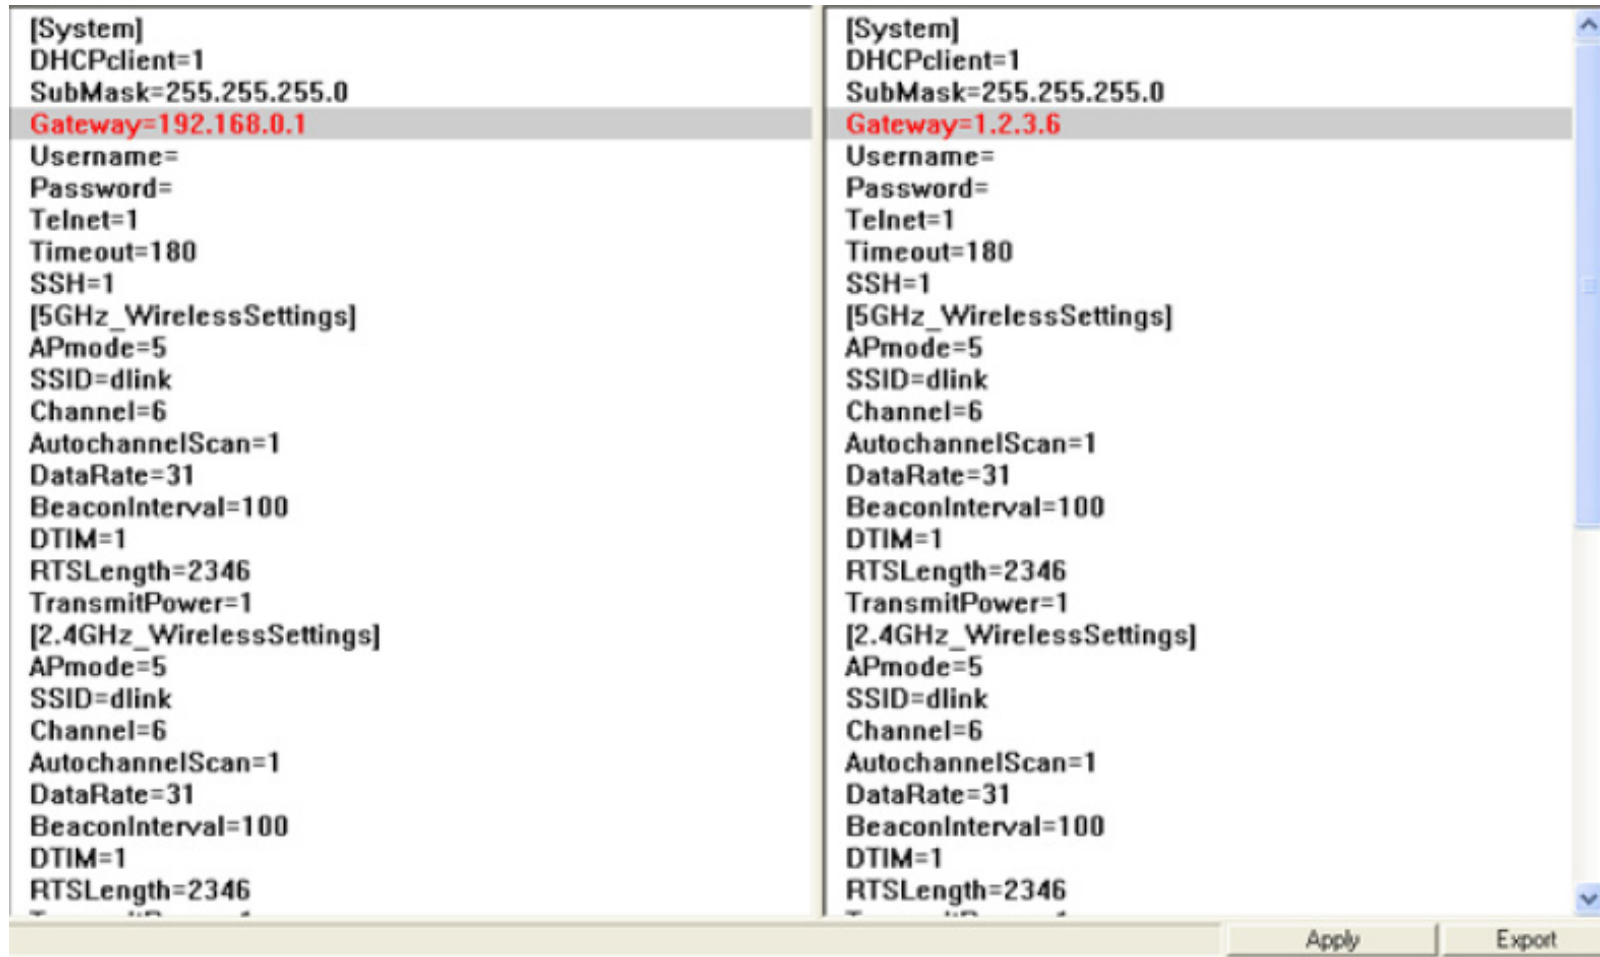 [System]
DHCPclient=1
SubMask=255.255.255.0
Gateway=192.168.0.1
Username=
Password=
Telnet=1
Timeout=180
SSH=1
[5GHz_WirelessSettings]
APmode=5
SSID=dlink
Channel=6
AutochannelScan=1
DataRate=31
BeaconInterval=100
DTIM=1
RTSLength=2346
TransmitPower=1
[2.4GHz_WirelessSettings]
APmode=5
SSID=dlink
Channel=6
AutochannelScan=1
DataRate=31
BeaconInterval=100
DTIM=1
RTSLength=2346
[System]
DHCPclient=1
SubMask=255.255.255.0
Gateway=1.2.3.6
Username=
Password=
Telnet=1
Timeout=180
SSH=1
[5GHz_WirelessSettings]
APmode=5
SSID=dlink
Channel=6
AutochannelScan=1
DataRate=31
BeaconInterval=100
DTIM=1
RTSLength=2346
TransmitPower=1
[2.4GHz_WirelessSettings]
APmode=5
SSID=dlink
Channel=6
AutochannelScan=1
DataRate=31
BeaconInterval=100
DTIM=1
RTSLength=2346
Apply
Export